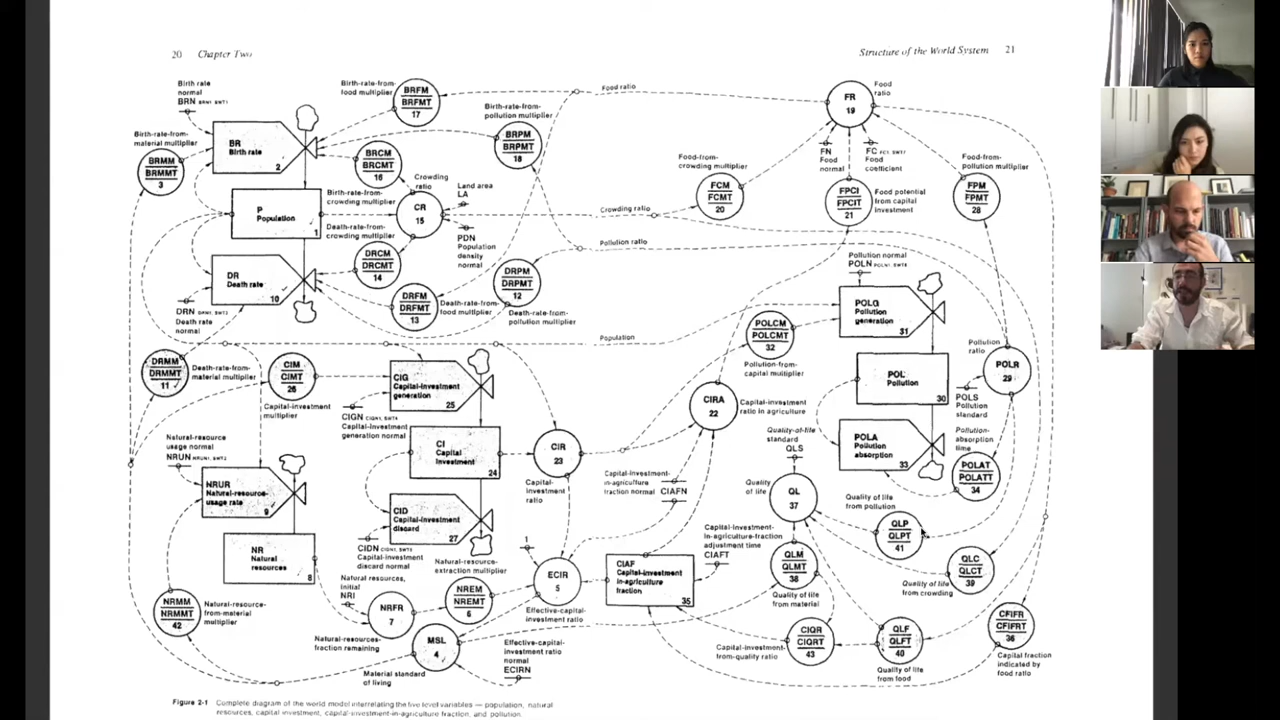 20 Chapter Two
Structure of the World System 21
Birth rate
normal
BRN
Birth-rate-from-
food multiplier
BRFM
BRFMT
17
Birth-rate-from-
pollution multiplier
BRPM
BRPMT
18
Food ratio
FR
19
Food
ratio
Birth-rate-from-
material multiplier
BRMM
BRMMT
3
BR
Birth rate
2
BRCM
BRCMT
16
Crowding
ratio
Land area
LA
Food-from-
crowding multiplier
FCM
FCMT
20
FN
Food
normal
FC
Food
coefficient
Food-from-
pollution multiplier
FPM
FPMT
28
P
Population
1
Birth-rate-from-
crowding multiplier
CR
15
Crowding ratio
FPCI
FPCIT
21
Food potential
from capital
investment
Death-rate-from-
crowding multiplier
PDN
Population
density
normal
Pollution ratio
DR
Death rate
10
DRCM
DRCMT
14
DRPM
DRPMT
12
Pollution normal
POLN
DRN
Death rate
normal
DRFM
DRFMT
13
Death-rate-from-
food multiplier
Death-rate-from-
pollution multiplier
POLG
Pollution
generation
31
Population
POLCM
POLCMT
32
Pollution-from-
capital multiplier
Pollution
ratio
POLR
29
DRMM
DRMMT
11
Death-rate-from-
material multiplier
CIM
CIMT
26
Capital-investment
multiplier
CIG
Capital-investment
generation
25
POL
Pollution
30
CIGN
Capital-investment
generation normal
CIRA
22
Capital-investment
ratio in agriculture
POLS
Pollution
standard
Quality-of-life
standard
QLS
POLA
Pollution
absorption
33
Pollution-
absorption
time
POLAT
POLATT
34
Natural-resource
usage normal
NRUN
CI
Capital
investment
24
CIR
23
Capital-
investment
ratio
Capital-investment-
in-agriculture
fraction normal
CIAFN
NRUR
Natural-resource-
usage rate
9
Quality
of life
QL
37
Quality of life
from pollution
QLP
QLPT
41
CID
Capital-investment
discard
27
CIDN
Capital-investment
discard normal
Capital-investment-
in-agriculture-fraction
adjustment time
CIAFT
NR
Natural
resources
8
Natural-resource-
extraction multiplier
1
ECIR
5
Effective-capital-
investment ratio
CIAF
Capital-investment
in-agriculture
fraction
35
QLM
QLMT
38
Quality of life
from material
QLC
QLCT
39
Quality of life
from crowding
Natural resources,
initial
NRI
NREM
NREMT
6
NRFR
7
Natural-resources-
fraction remaining
NRMM
NRMMT
42
Natural-resource-
from-material
multiplier
MSL
4
Material standard
of living
Effective-capital-
investment ratio
normal
ECIRN
Capital-investment-
from-quality ratio
CIQR
CIQRT
43
QLF
QLFT
40
Quality of life
from food
CFIFR
CFIFRT
36
Capital fraction
indicated by
food ratio
Figure 2-1 Complete diagram of the world model interrelating the five level variables — population, natural
resources, capital investment, capital-investment-in-agriculture fraction, and pollution.